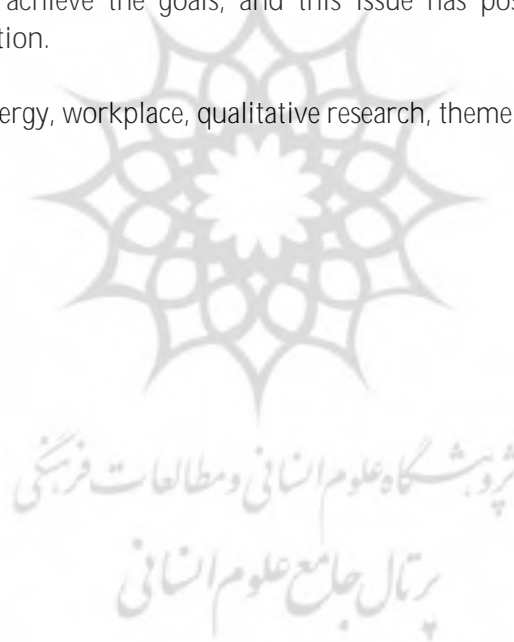 achieve the goals, and this issue has pos
tion.
ergy, workplace, qualitative research, theme
پژوهشگاه علوم انسانی و مطالعات فرهنگی
پرتال جامع علوم انسانی